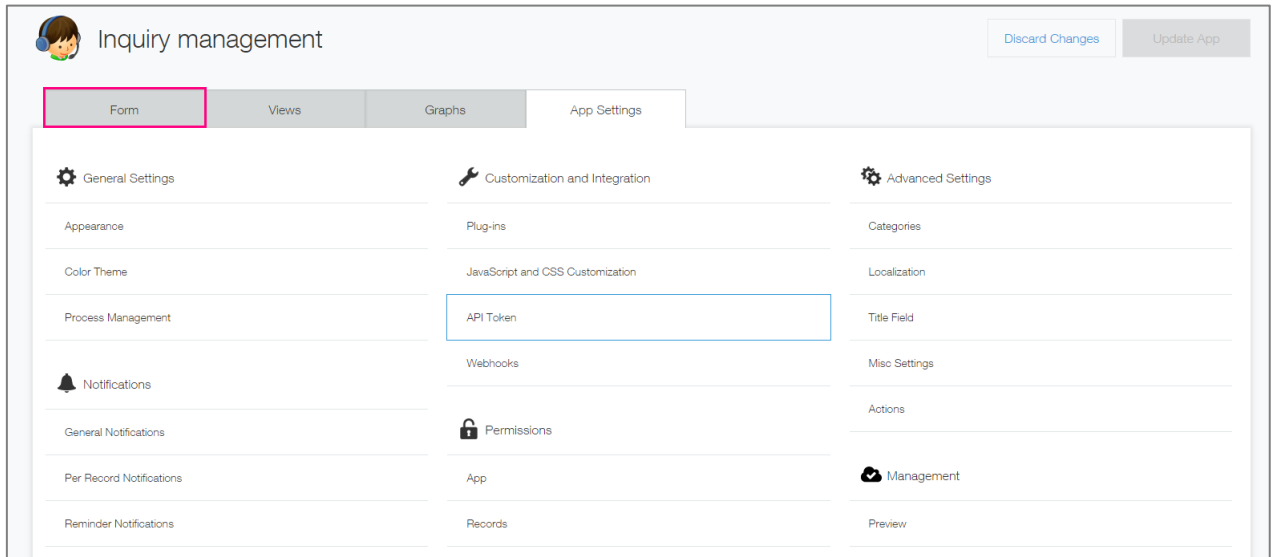 Inquiry management
Discard Changes
Update App
Form
Views
Graphs
App Settings
General Settings
Appearance
Color Theme
Process Management
Notifications
General Notifications
Per Record Notifications
Reminder Notifications
Customization and Integration
Plug-ins
JavaScript and CSS Customization
API Token
Webhooks
Permissions
App
Records
Advanced Settings
Categories
Localization
Title Field
Misc Settings
Actions
Management
Preview